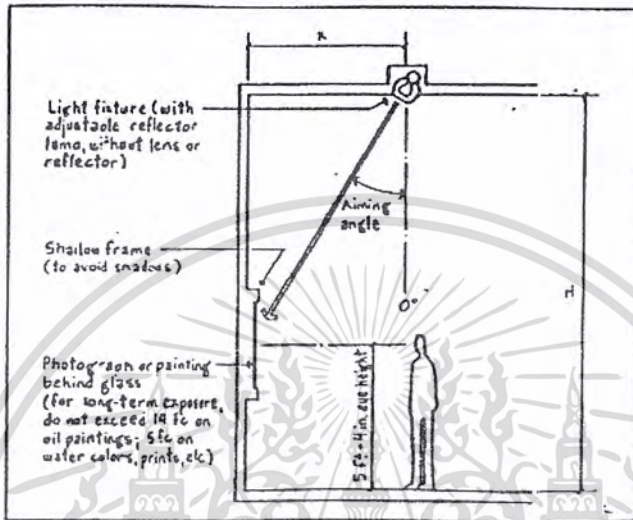 R
Light fixture (with
adjustable reflector
lamp, without lens or
reflector)
Aiming
angle
Shallow frame
(to avoid shadows)
H
0°
Photograph or painting
behind glass
(for long-term exposure,
do not exceed 19 fc on
oil paintings; 5 fc on
water colors, prints, etc)
5 ft - 4 in. eye height